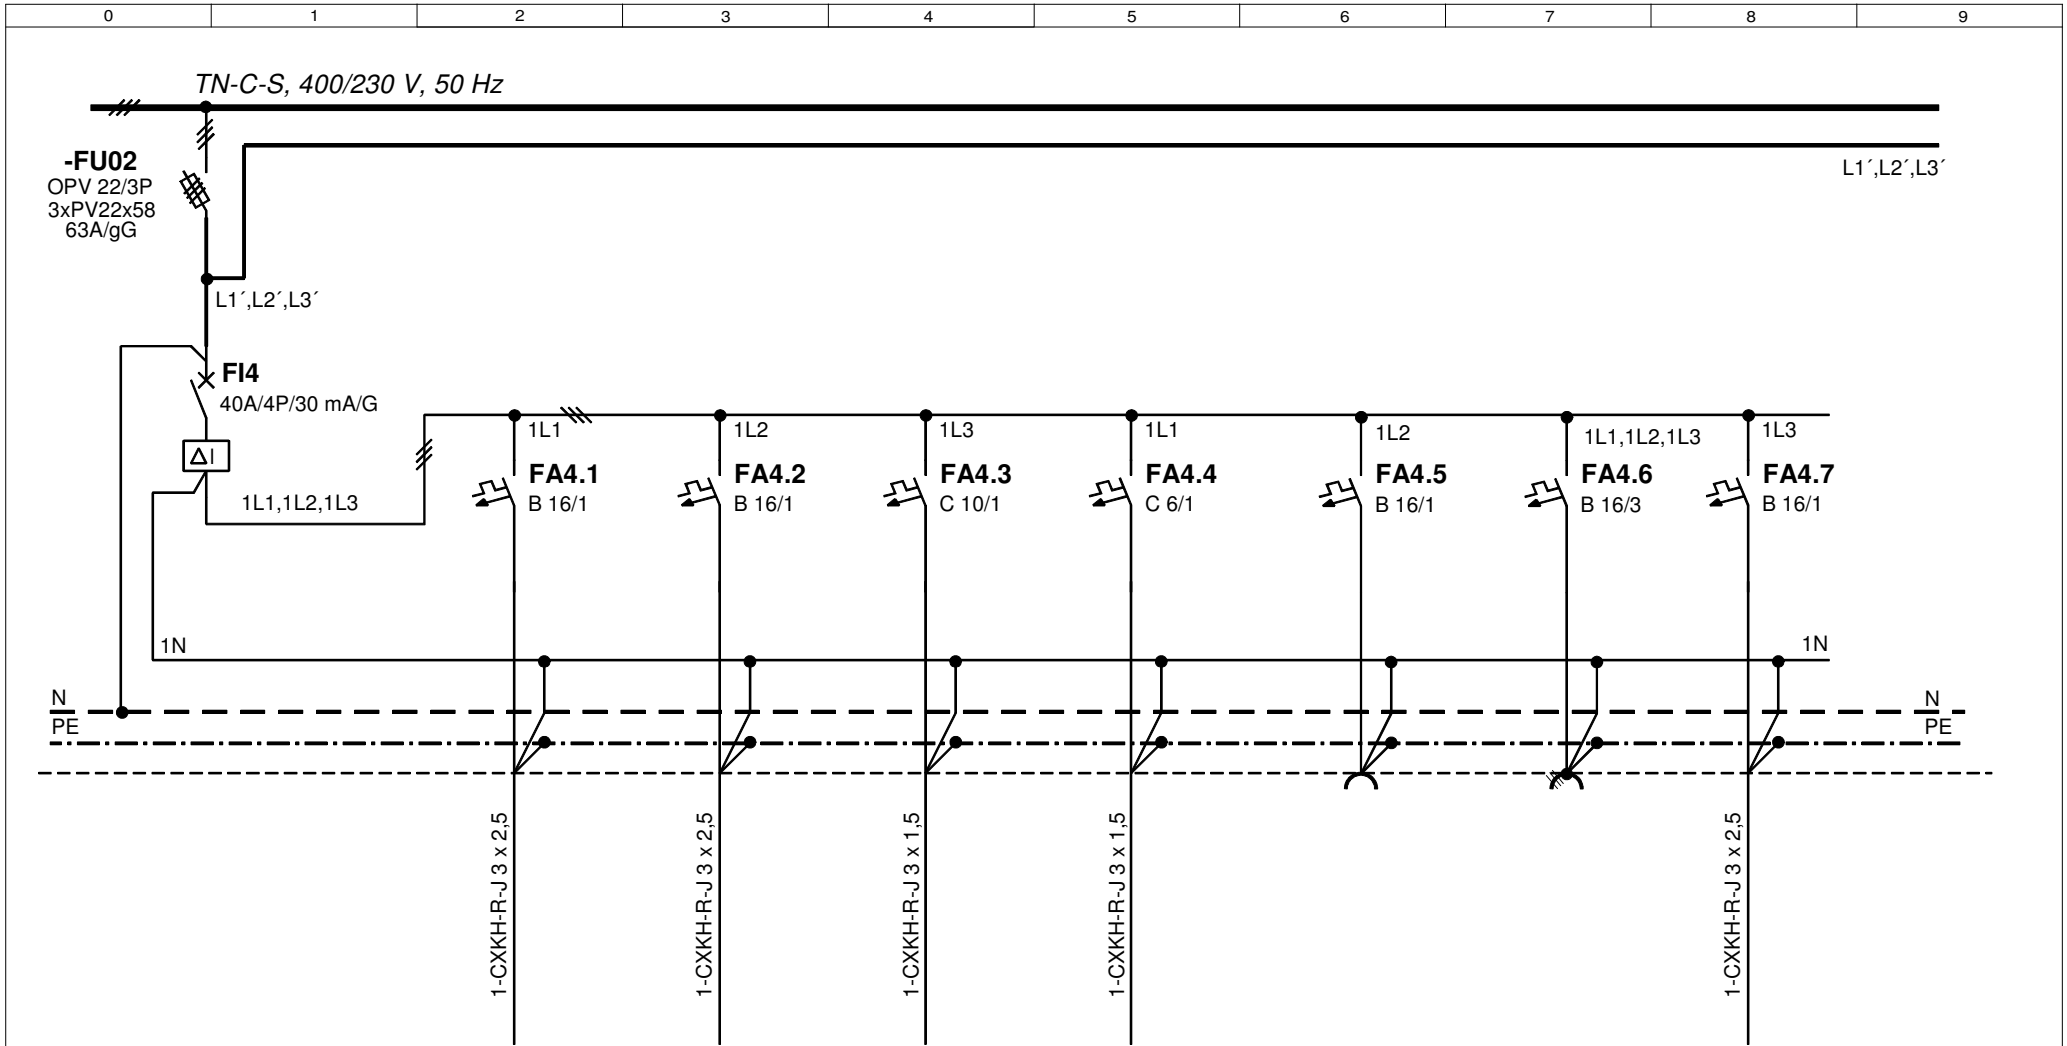 0 1 2 3 4 5 6 7 8 9
TN-C-S, 400/230 V, 50 Hz
-FU02
OPV 22/3P
3xPV22x58
63A/gG
L1´,L2´,L3´
L1´,L2´,L3´
FI4
40A/4P/30 mA/G
ΔI
1L1,1L2,1L3
1L1
FA4.1
B 16/1
1L2
FA4.2
B 16/1
1L3
FA4.3
C 10/1
1L1
FA4.4
C 6/1
1L2
FA4.5
B 16/1
1L1,1L2,1L3
FA4.6
B 16/3
1L3
FA4.7
B 16/1
1N
1N
N
PE
N
PE
1-CXKH-R-J 3 x 2,5
1-CXKH-R-J 3 x 2,5
1-CXKH-R-J 3 x 1,5
1-CXKH-R-J 3 x 1,5
1-CXKH-R-J 3 x 2,5